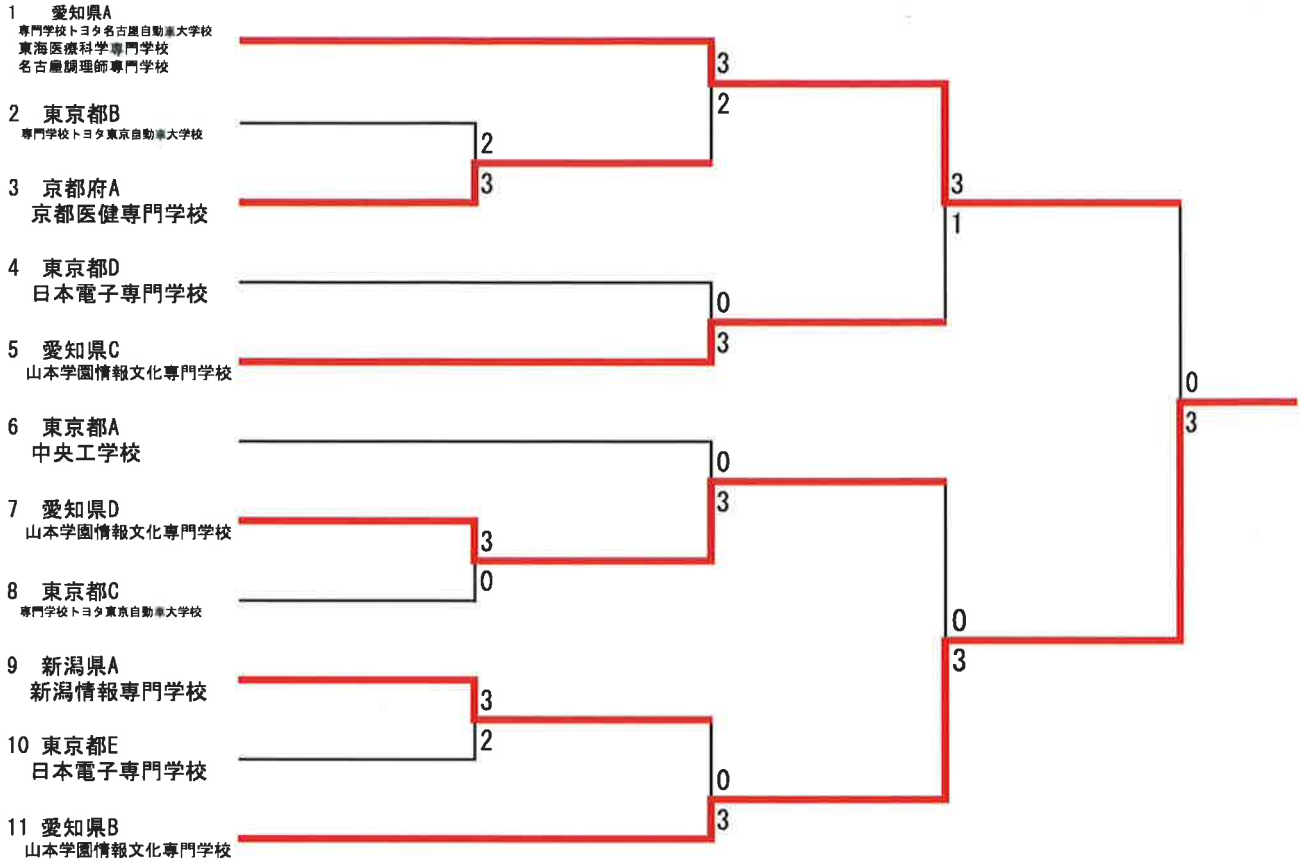 1 愛知県A
専門学校トヨタ名古屋自動車大学校
東海医療科学専門学校
名古屋調理師専門学校
2 東京都B
専門学校トヨタ東京自動車大学校
3 京都府A
京都医健専門学校
4 東京都D
日本電子専門学校
5 愛知県C
山本学園情報文化専門学校
6 東京都A
中央工学校
7 愛知県D
山本学園情報文化専門学校
8 東京都C
専門学校トヨタ東京自動車大学校
9 新潟県A
新潟情報専門学校
10 東京都E
日本電子専門学校
11 愛知県B
山本学園情報文化専門学校
2
3
3
0
3
2
3
2
0
3
0
3
0
3
3
1
0
3
0
3